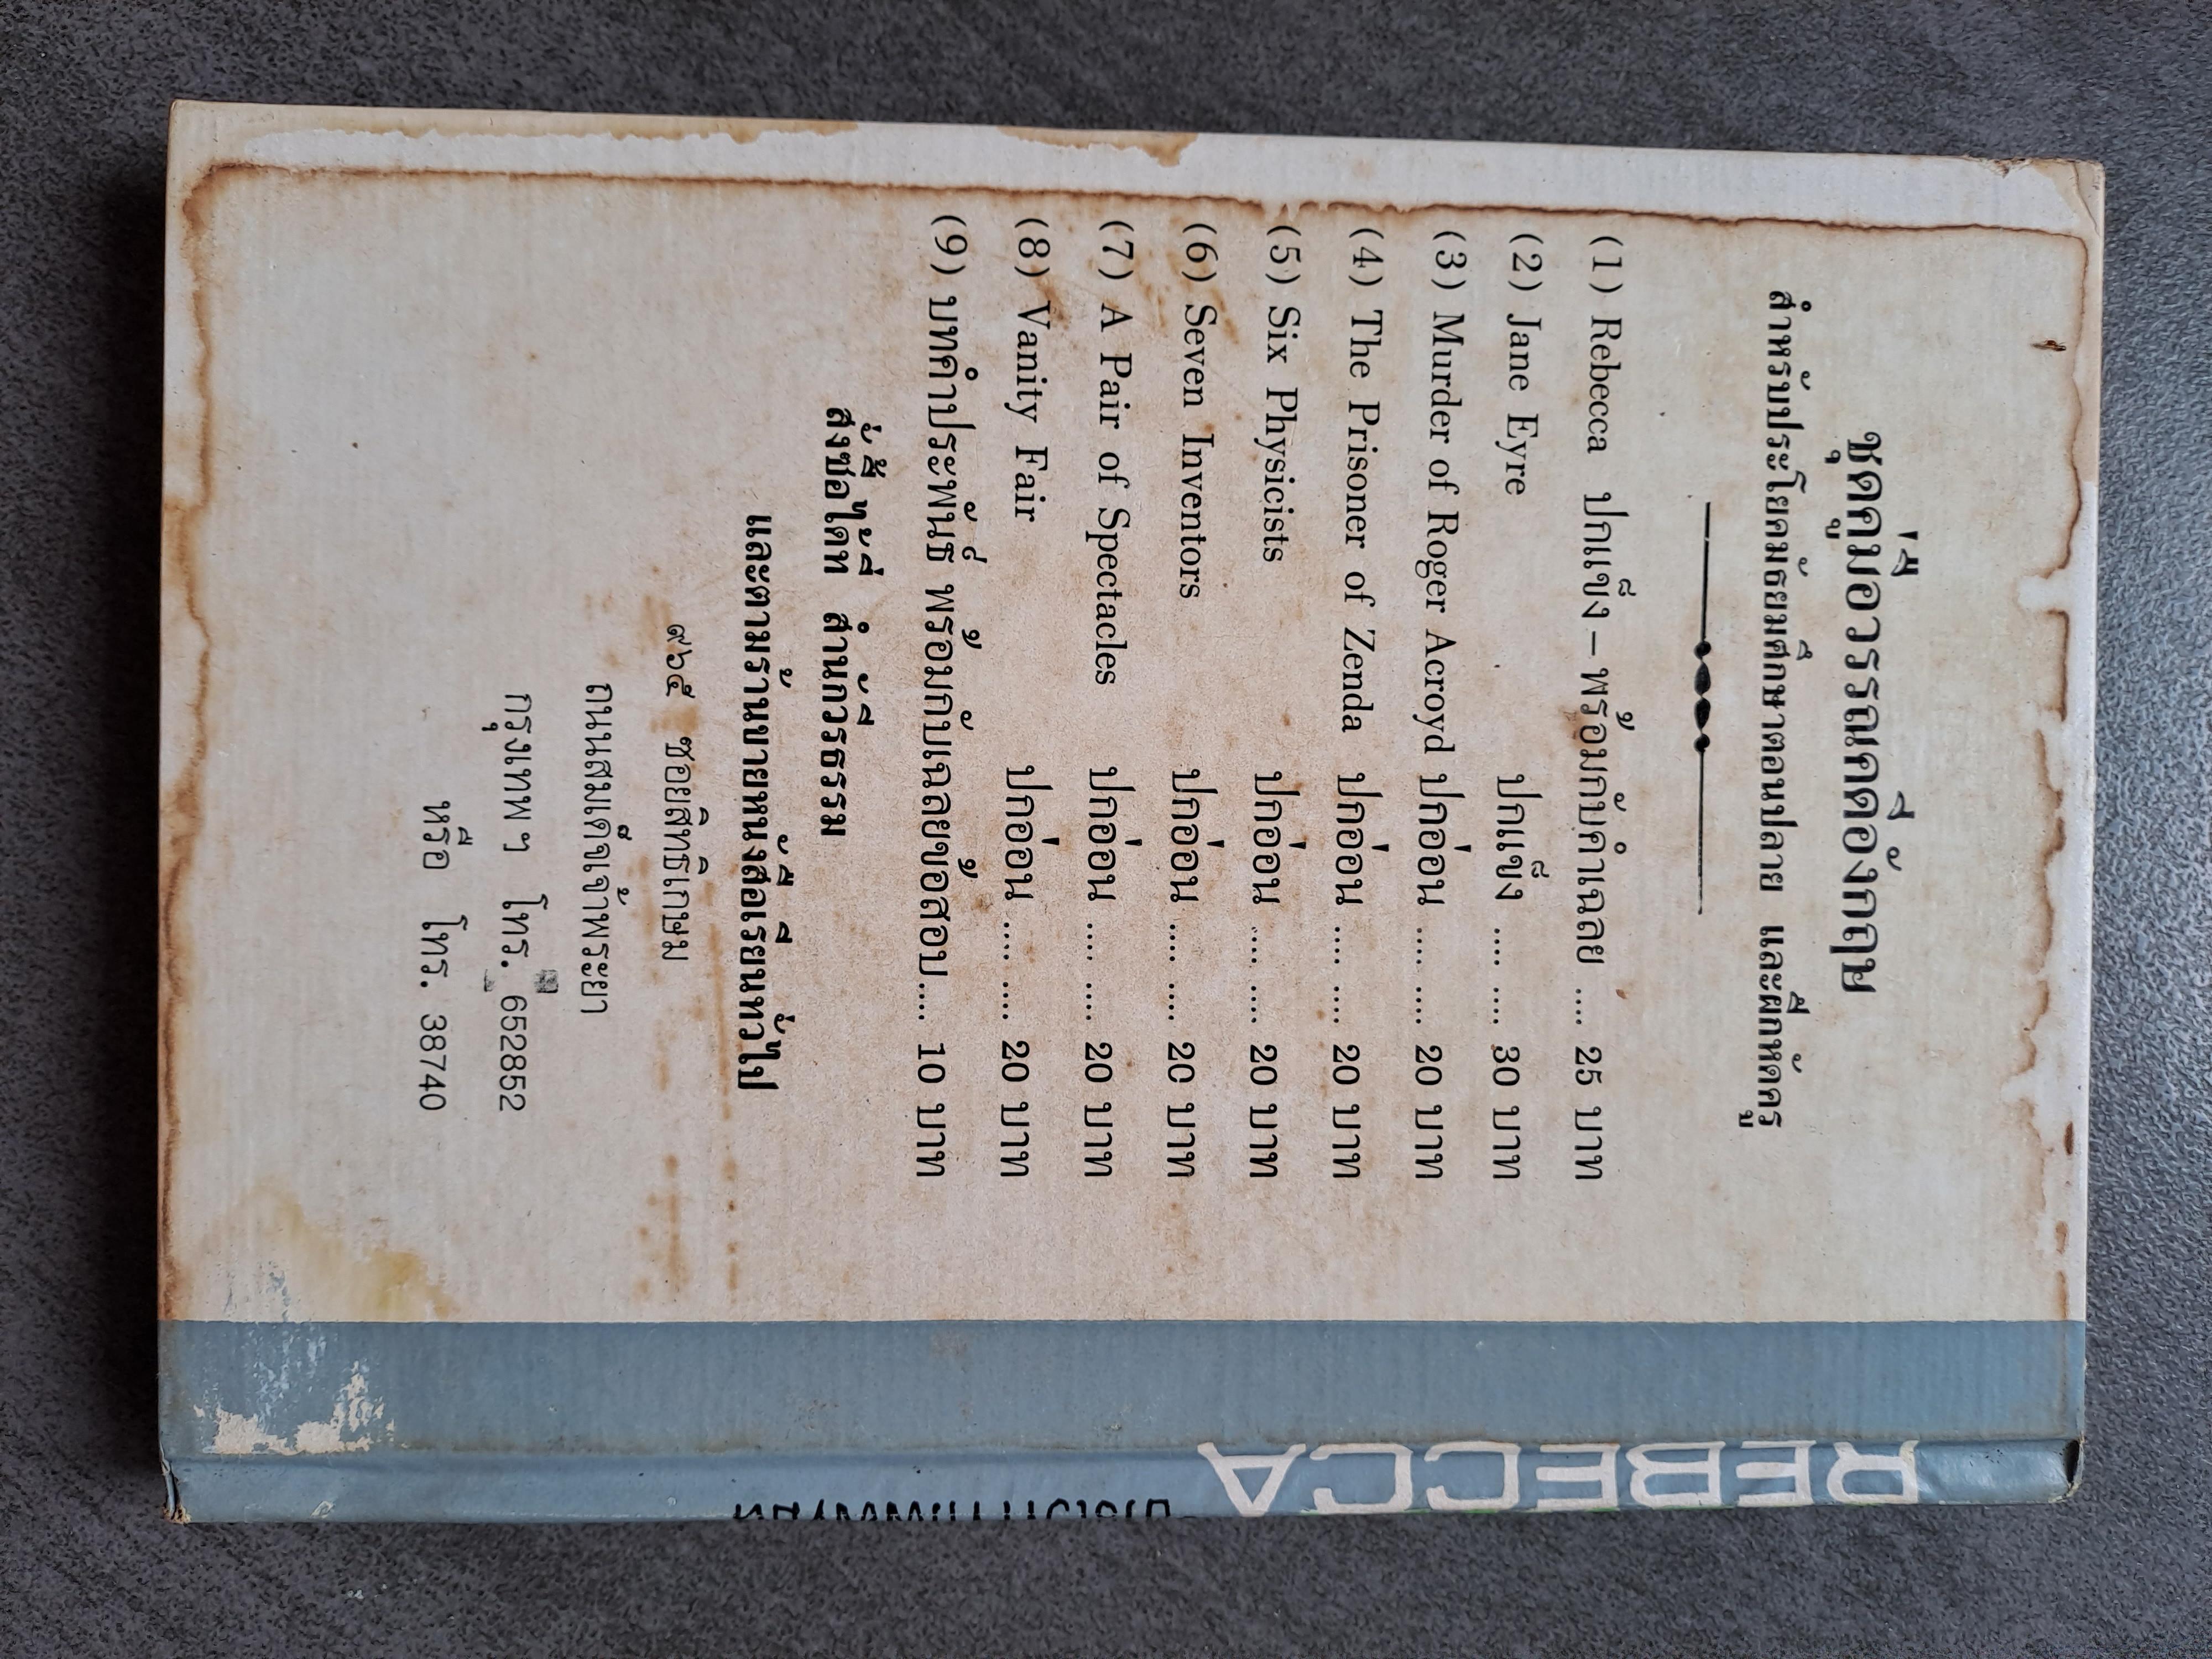 ชุดคู่มือวรรณคดีอังกฤษ
สำหรับประโยคมัธยมศึกษาตอนปลาย และฝึกหัดครู
(1) Rebecca ปกแข็ง – พร้อมกับคำเฉลย .... 25 บาท
(2) Jane Eyre ปกแข็ง .... .... 30 บาท
(3) Murder of Roger Acroyd ปกอ่อน .... .... 20 บาท
(4) The Prisoner of Zenda ปกอ่อน .... .... 20 บาท
(5) Six Physicists ปกอ่อน .... .... 20 บาท
(6) Seven Inventors ปกอ่อน .... .... 20 บาท
(7) A Pair of Spectacles ปกอ่อน .... .... 20 บาท
(8) Vanity Fair ปกอ่อน .... .... 20 บาท
(9) บทคำประพันธ์ พร้อมกับเฉลยข้อสอบ .... 10 บาท
สั่งซื้อได้ที่ สำนักวีรธรรม
และตามร้านขายหนังสือเรียนทั่วไป
๙๖๕ ซอยสิทธิเกษม
ถนนสมเด็จเจ้าพระยา
กรุงเทพ ฯ โทร. 652852
หรือ โทร. 38740
REBECCA